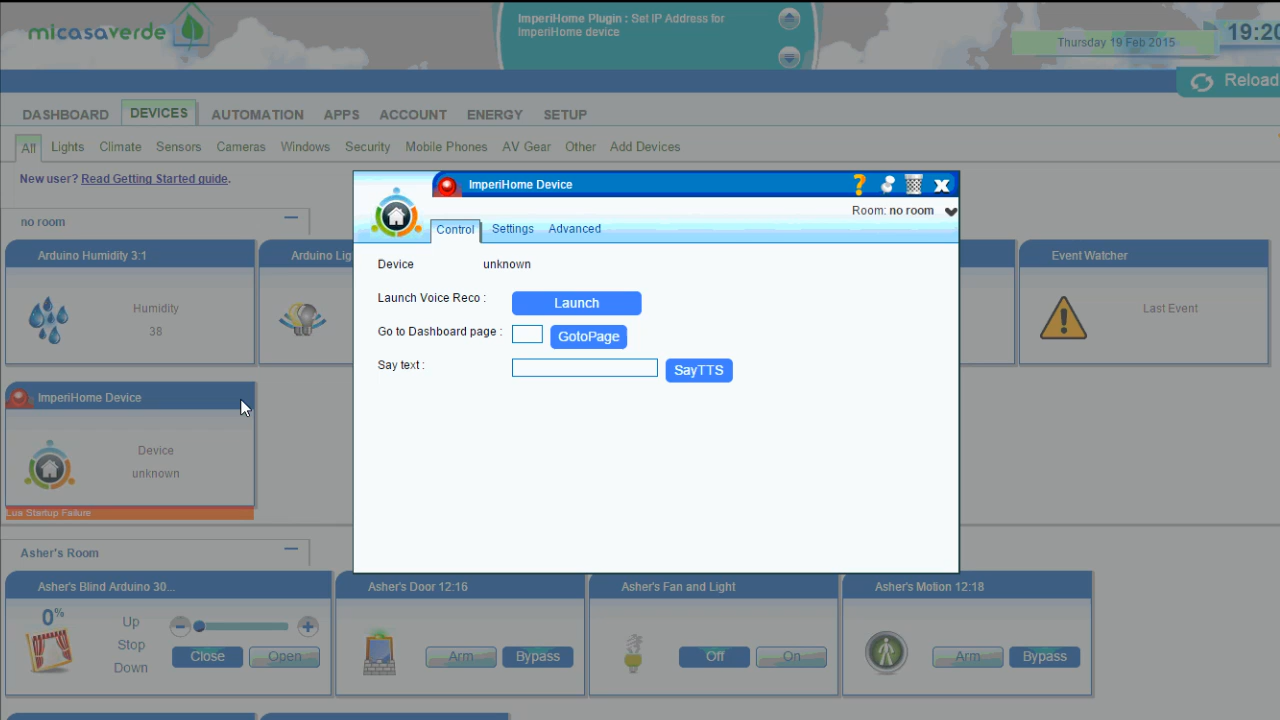 micasaverde
ImperiHome Plugin : Set IP Address for
ImperiHome device
Thursday 19 Feb 2015
19:20
Reload
DASHBOARD
DEVICES
AUTOMATION
APPS
ACCOUNT
ENERGY
SETUP
All
Lights
Climate
Sensors
Cameras
Windows
Security
Mobile Phones
AV Gear
Other
Add Devices
New user? Read Getting Started guide.
no room
Arduino Humidity 3:1
Humidity
38
Arduino Lig
Event Watcher
Last Event
ImperiHome Device
Device
unknown
Lua Startup Failure
ImperiHome Device
?
Room: no room
Control
Settings
Advanced
Device
unknown
Launch Voice Reco :
Launch
Go to Dashboard page :
GotoPage
Say text :
SayTTS
Asher's Room
Asher's Blind Arduino 30...
0%
Up
Stop
Down
Close
Open
Asher's Door 12:16
Arm
Bypass
Asher's Fan and Light
Off
On
Asher's Motion 12:18
Arm
Bypass